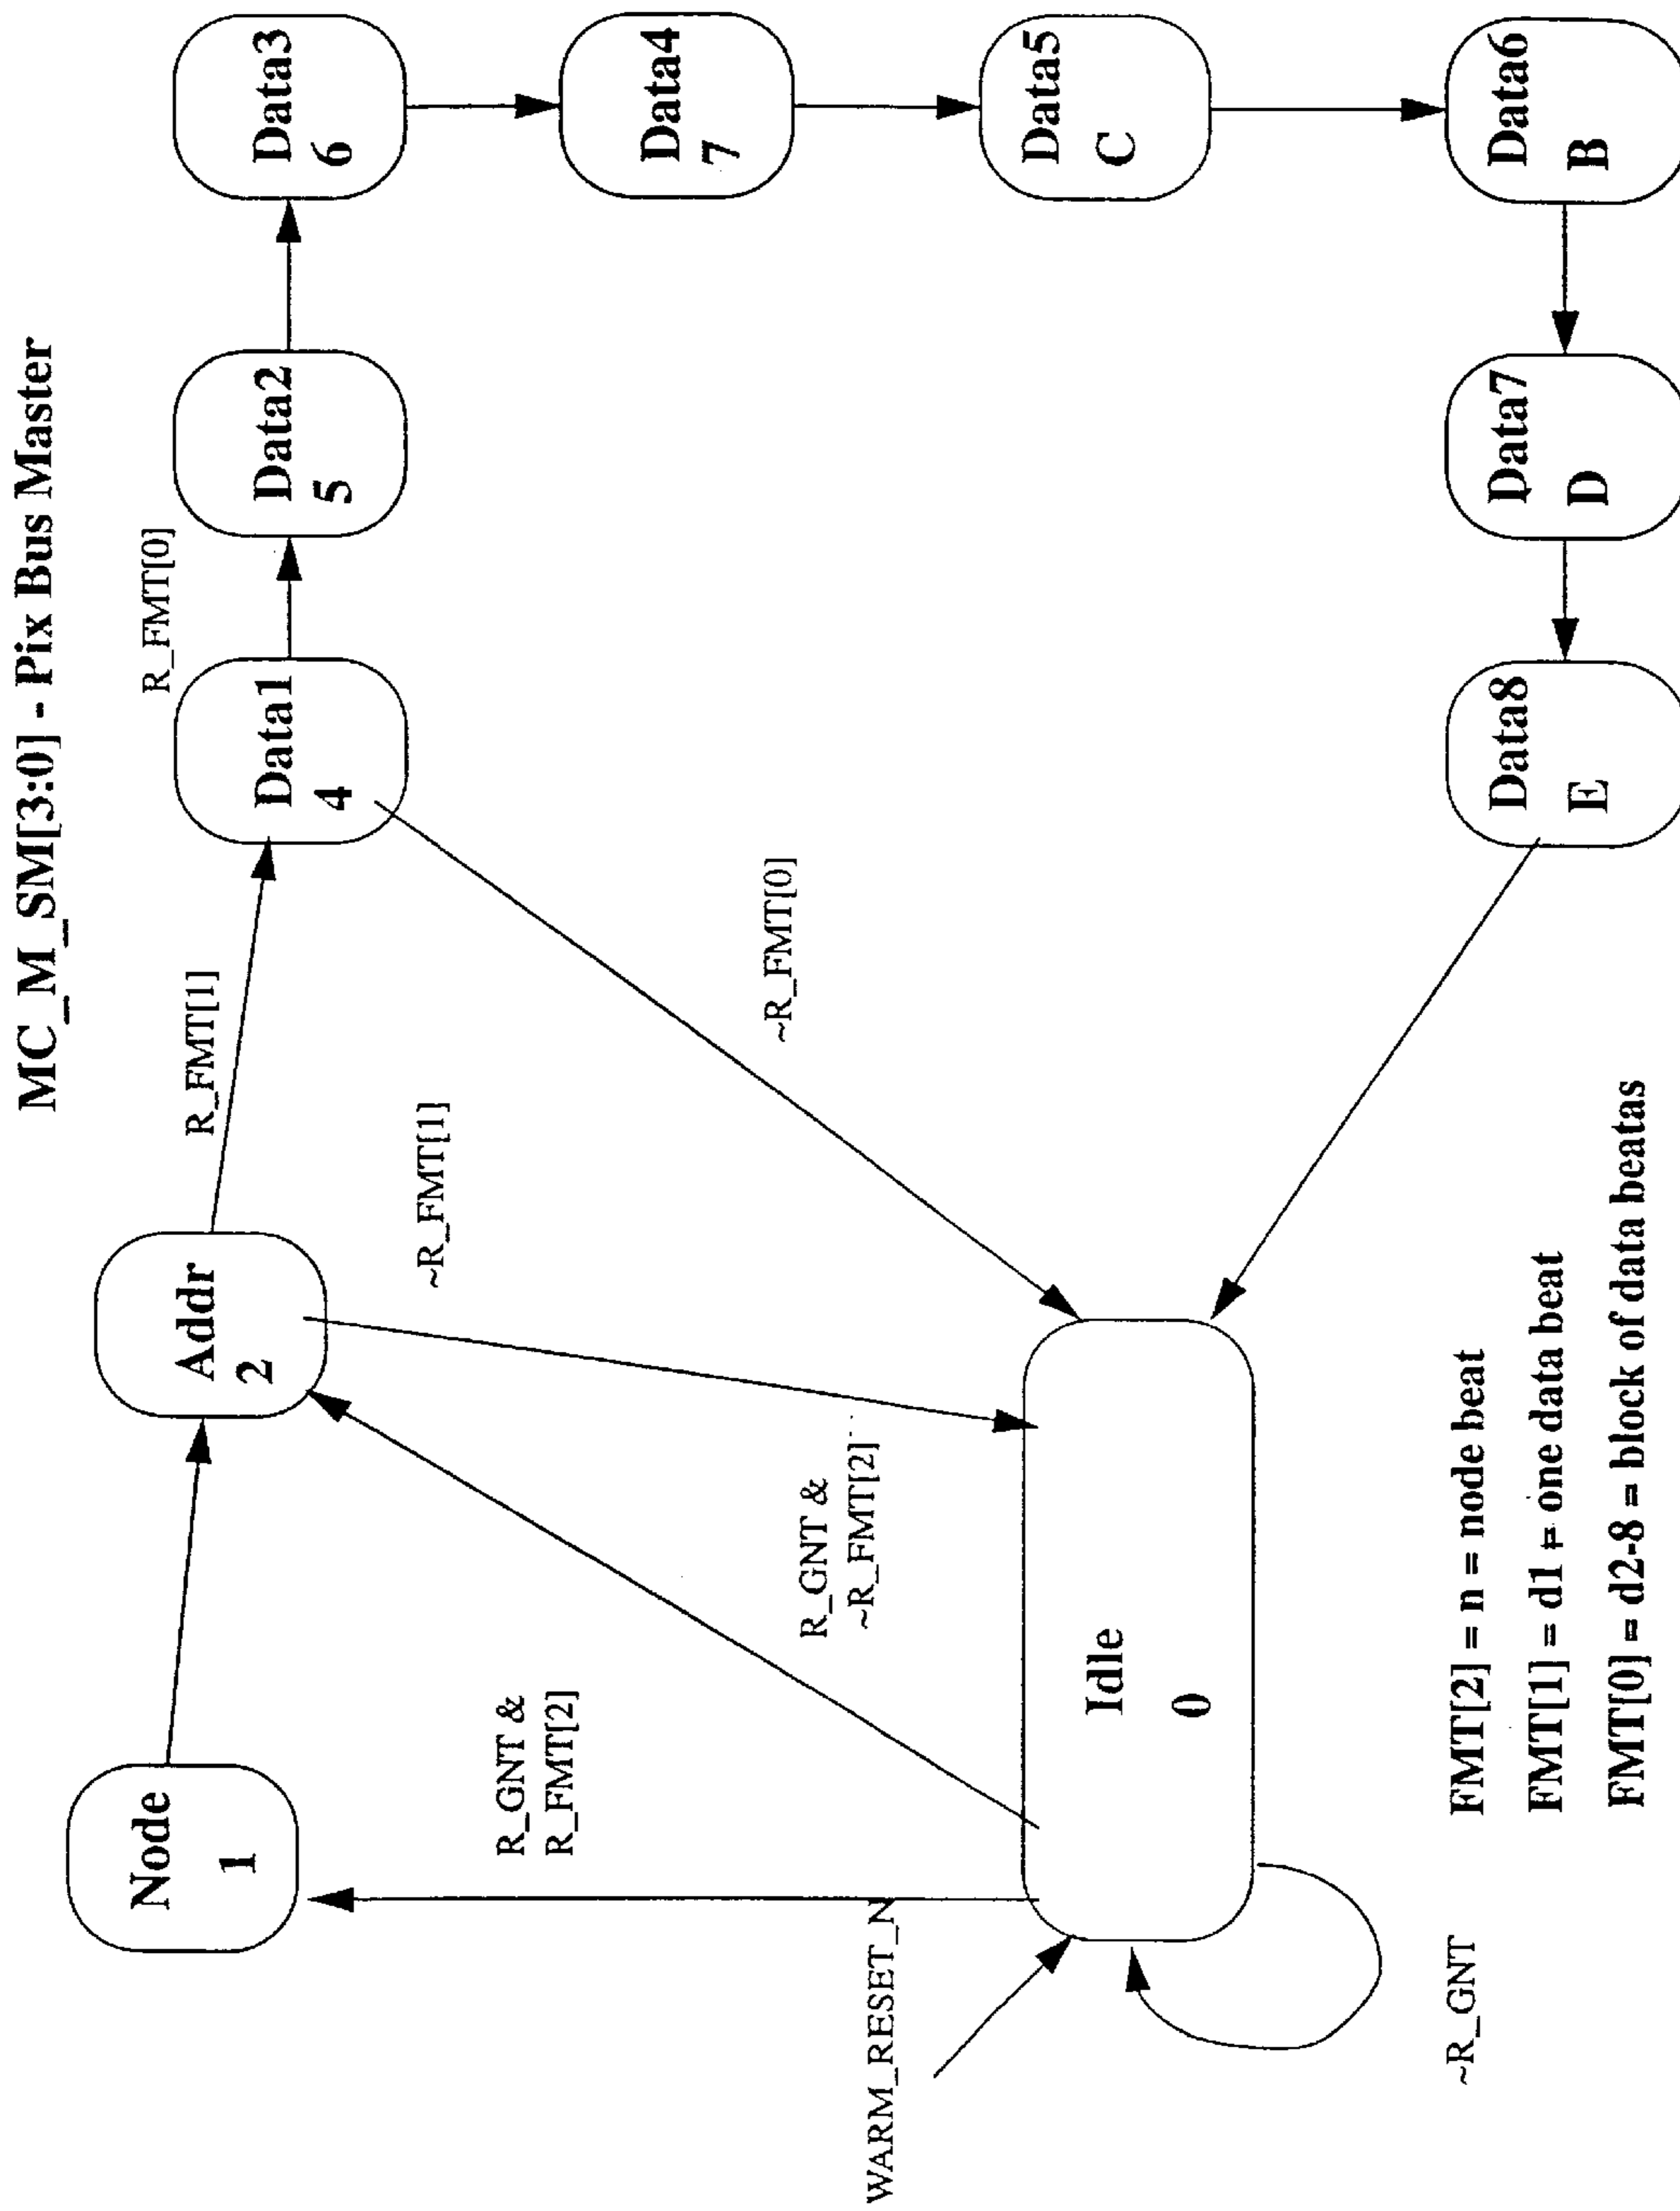 MC_M_SM[3:0] - Pix Bus Master
Node
1
Addr
2
R_FMT[1]
Data1
4
R_FMT[0]
Data2
5
Data3
6
~R_FMT[1]
R_GNT &
R_FMT[2]
Data4
7
R_GNT &
~R_FMT[2]
~R_FMT[0]
WARM_RESET_N
Idle
0
Data5
C
Data8
E
Data7
D
Data6
B
~R_GNT
FMT[2] = n = node beat
FMT[1] = d1 = one data beat
FMT[0] = d2-8 = block of data beatas